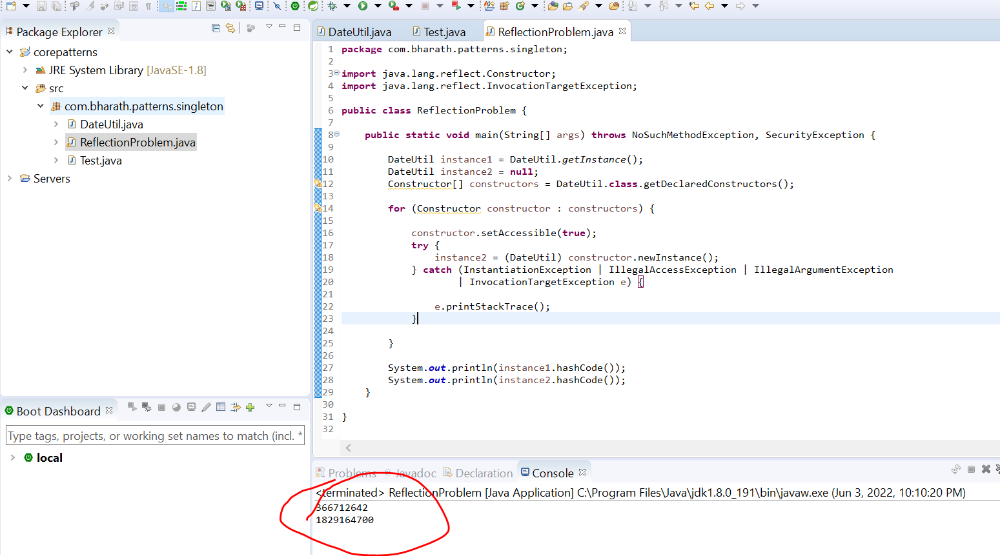 Package Explorer
corepatterns
JRE System Library [JavaSE-1.8]
src
com.bharath.patterns.singleton
DateUtil.java
ReflectionProblem.java
Test.java
Servers
Boot Dashboard
Type tags, projects, or working set names to match (incl. *
local
DateUtil.java Test.java ReflectionProblem.java
1 package com.bharath.patterns.singleton;
2
3 import java.lang.reflect.Constructor;
4 import java.lang.reflect.InvocationTargetException;
5
6 public class ReflectionProblem {
7
8 public static void main(String[] args) throws NoSuchMethodException, SecurityException {
9
10 DateUtil instance1 = DateUtil.getInstance();
11 DateUtil instance2 = null;
12 Constructor[] constructors = DateUtil.class.getDeclaredConstructors();
13
14 for (Constructor constructor : constructors) {
15
16 constructor.setAccessible(true);
17 try {
18 instance2 = (DateUtil) constructor.newInstance();
19 } catch (InstantiationException | IllegalAccessException | IllegalArgumentException
20 | InvocationTargetException e) {
21
22 e.printStackTrace();
23 }
24
25 }
26
27 System.out.println(instance1.hashCode());
28 System.out.println(instance2.hashCode());
29 }
30
31 }
32
Problems @ Javadoc Declaration Console
<terminated> ReflectionProblem [Java Application] C:\Program Files\Java\jdk1.8.0_191\bin\javaw.exe (Jun 3, 2022, 10:10:20 PM)
366712642
1829164700